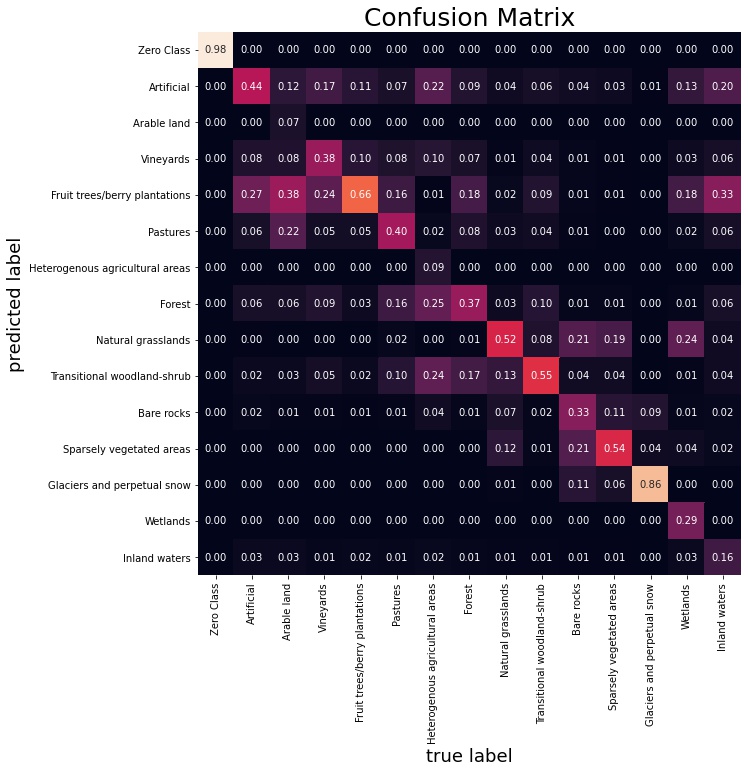 Confusion Matrix
predicted label
Zero Class 0.98 0.00 0.00 0.00 0.00 0.00 0.00 0.00 0.00 0.00 0.00 0.00 0.00 0.00 0.00
Artificial 0.00 0.44 0.12 0.17 0.11 0.07 0.22 0.09 0.04 0.06 0.04 0.03 0.01 0.13 0.20
Arable land 0.00 0.00 0.07 0.00 0.00 0.00 0.00 0.00 0.00 0.00 0.00 0.00 0.00 0.00 0.00
Vineyards 0.00 0.08 0.08 0.38 0.10 0.08 0.10 0.07 0.01 0.04 0.01 0.01 0.00 0.03 0.06
Fruit trees/berry plantations 0.00 0.27 0.38 0.24 0.66 0.16 0.01 0.18 0.02 0.09 0.01 0.01 0.00 0.18 0.33
Pastures 0.00 0.06 0.22 0.05 0.05 0.40 0.02 0.08 0.03 0.04 0.01 0.00 0.00 0.02 0.06
Heterogenous agricultural areas 0.00 0.00 0.00 0.00 0.00 0.00 0.09 0.00 0.00 0.00 0.00 0.00 0.00 0.00 0.00
Forest 0.00 0.06 0.06 0.09 0.03 0.16 0.25 0.37 0.03 0.10 0.01 0.01 0.00 0.01 0.06
Natural grasslands 0.00 0.00 0.00 0.00 0.00 0.02 0.00 0.01 0.52 0.08 0.21 0.19 0.00 0.24 0.04
Transitional woodland-shrub 0.00 0.02 0.03 0.05 0.02 0.10 0.24 0.17 0.13 0.55 0.04 0.04 0.00 0.01 0.04
Bare rocks 0.00 0.02 0.01 0.01 0.01 0.01 0.04 0.01 0.07 0.02 0.33 0.11 0.09 0.01 0.02
Sparsely vegetated areas 0.00 0.00 0.00 0.00 0.00 0.00 0.00 0.00 0.12 0.01 0.21 0.54 0.04 0.04 0.02
Glaciers and perpetual snow 0.00 0.00 0.00 0.00 0.00 0.00 0.00 0.00 0.01 0.00 0.11 0.06 0.86 0.00 0.00
Wetlands 0.00 0.00 0.00 0.00 0.00 0.00 0.00 0.00 0.00 0.00 0.00 0.00 0.00 0.29 0.00
Inland waters 0.00 0.03 0.03 0.01 0.02 0.01 0.02 0.01 0.01 0.01 0.01 0.01 0.00 0.03 0.16
Zero Class
Artificial
Arable land
Vineyards
Fruit trees/berry plantations
Pastures
Heterogenous agricultural areas
Forest
Natural grasslands
Transitional woodland-shrub
Bare rocks
Sparsely vegetated areas
Glaciers and perpetual snow
Wetlands
Inland waters
true label